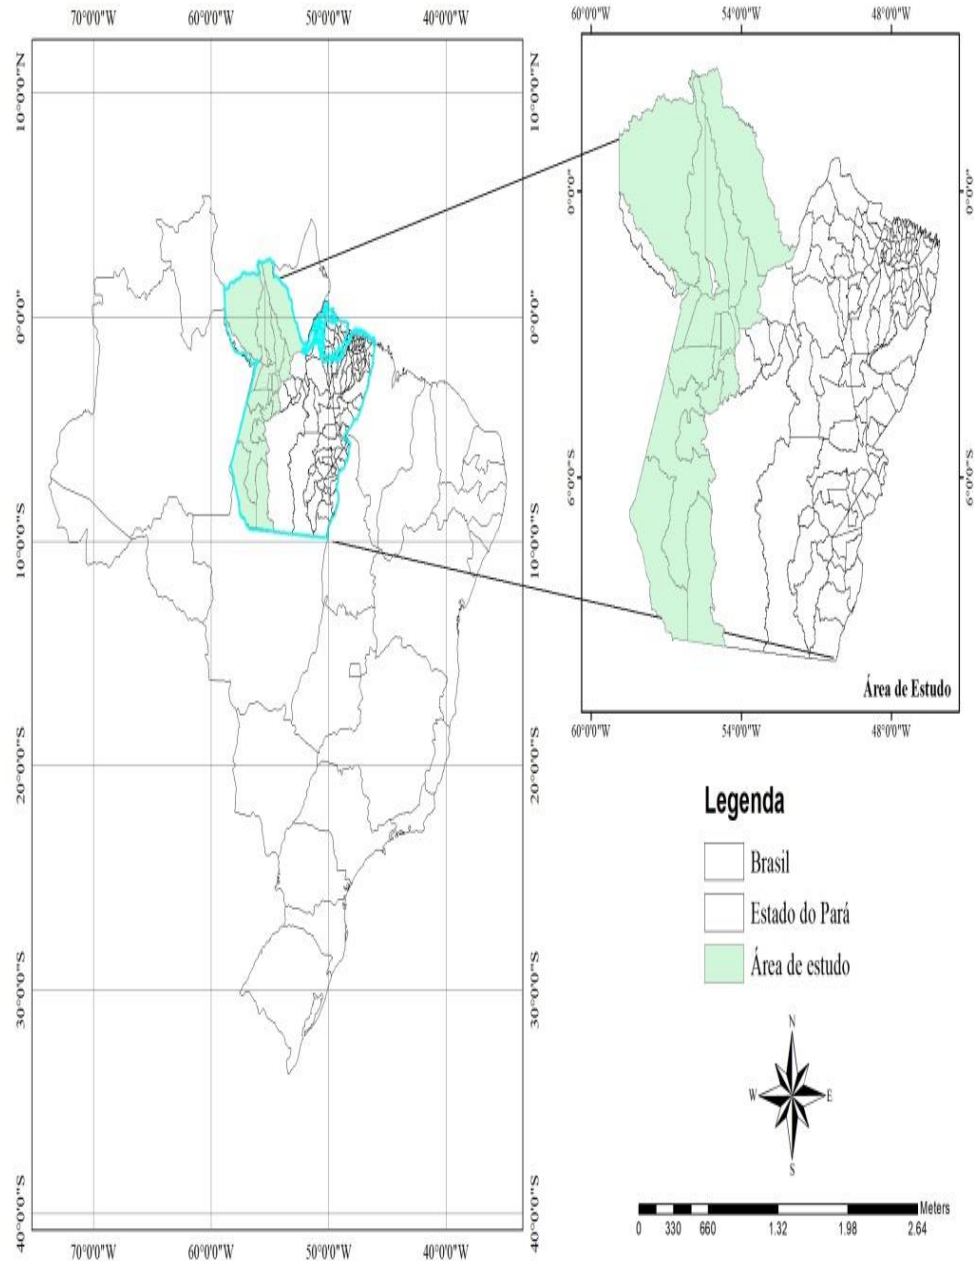 70°0'0"W 60°0'0"W 50°0'0"W 40°0'0"W
10°0'0"N 10°0'0"N
0°0'0" 0°0'0"
10°0'0"S 10°0'0"S
20°0'0"S 20°0'0"S
30°0'0"S 30°0'0"S
40°0'0"S 40°0'0"S
70°0'0"W 60°0'0"W 50°0'0"W 40°0'0"W
60°0'0"W 54°0'0"W 48°0'0"W
0°0'0" 0°0'0"
6°0'0"S 6°0'0"S
Área de Estudo
60°0'0"W 54°0'0"W 48°0'0"W
Legenda
Brasil
Estado do Pará
Área de estudo
N
W E
S
Meters
0 330 660 1.32 1.98 2.64